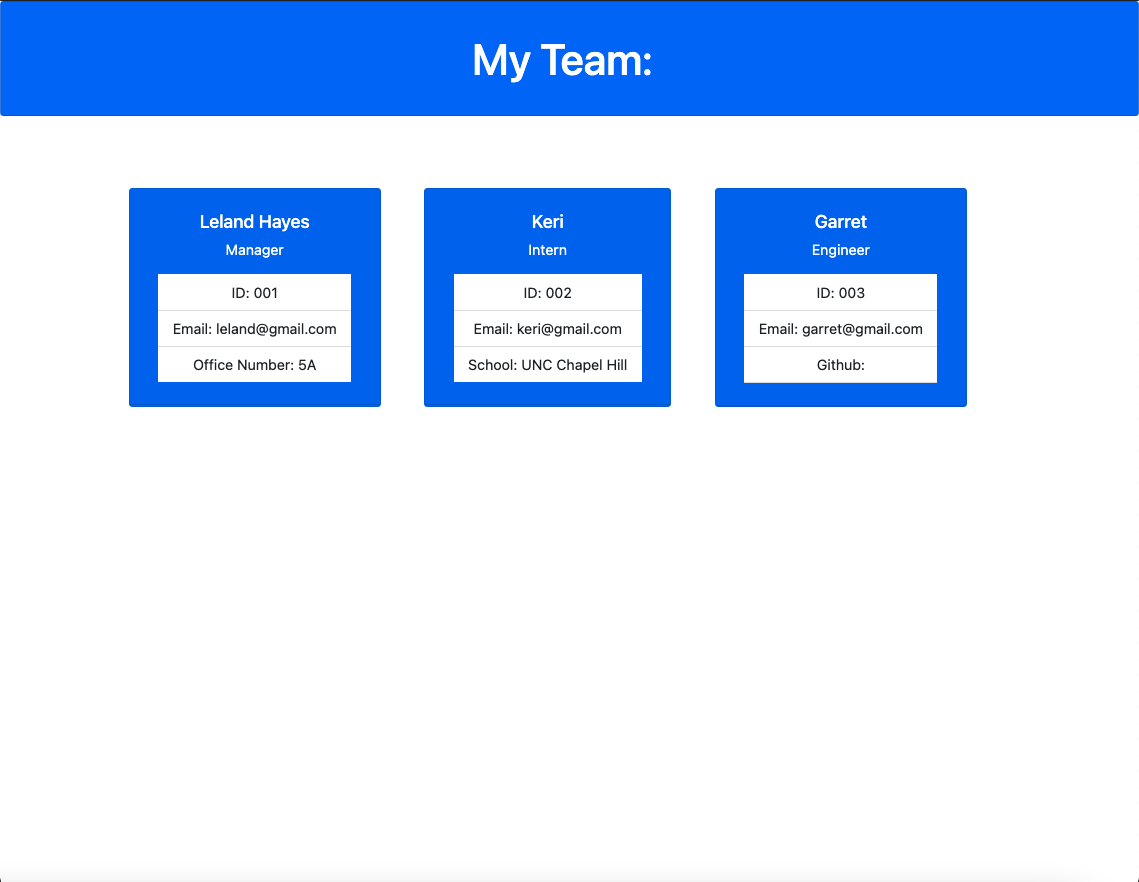 My Team:
Leland Hayes
Manager
ID: 001
Email: leland@gmail.com
Office Number: 5A
Keri
Intern
ID: 002
Email: keri@gmail.com
School: UNC Chapel Hill
Garret
Engineer
ID: 003
Email: garret@gmail.com
Github: